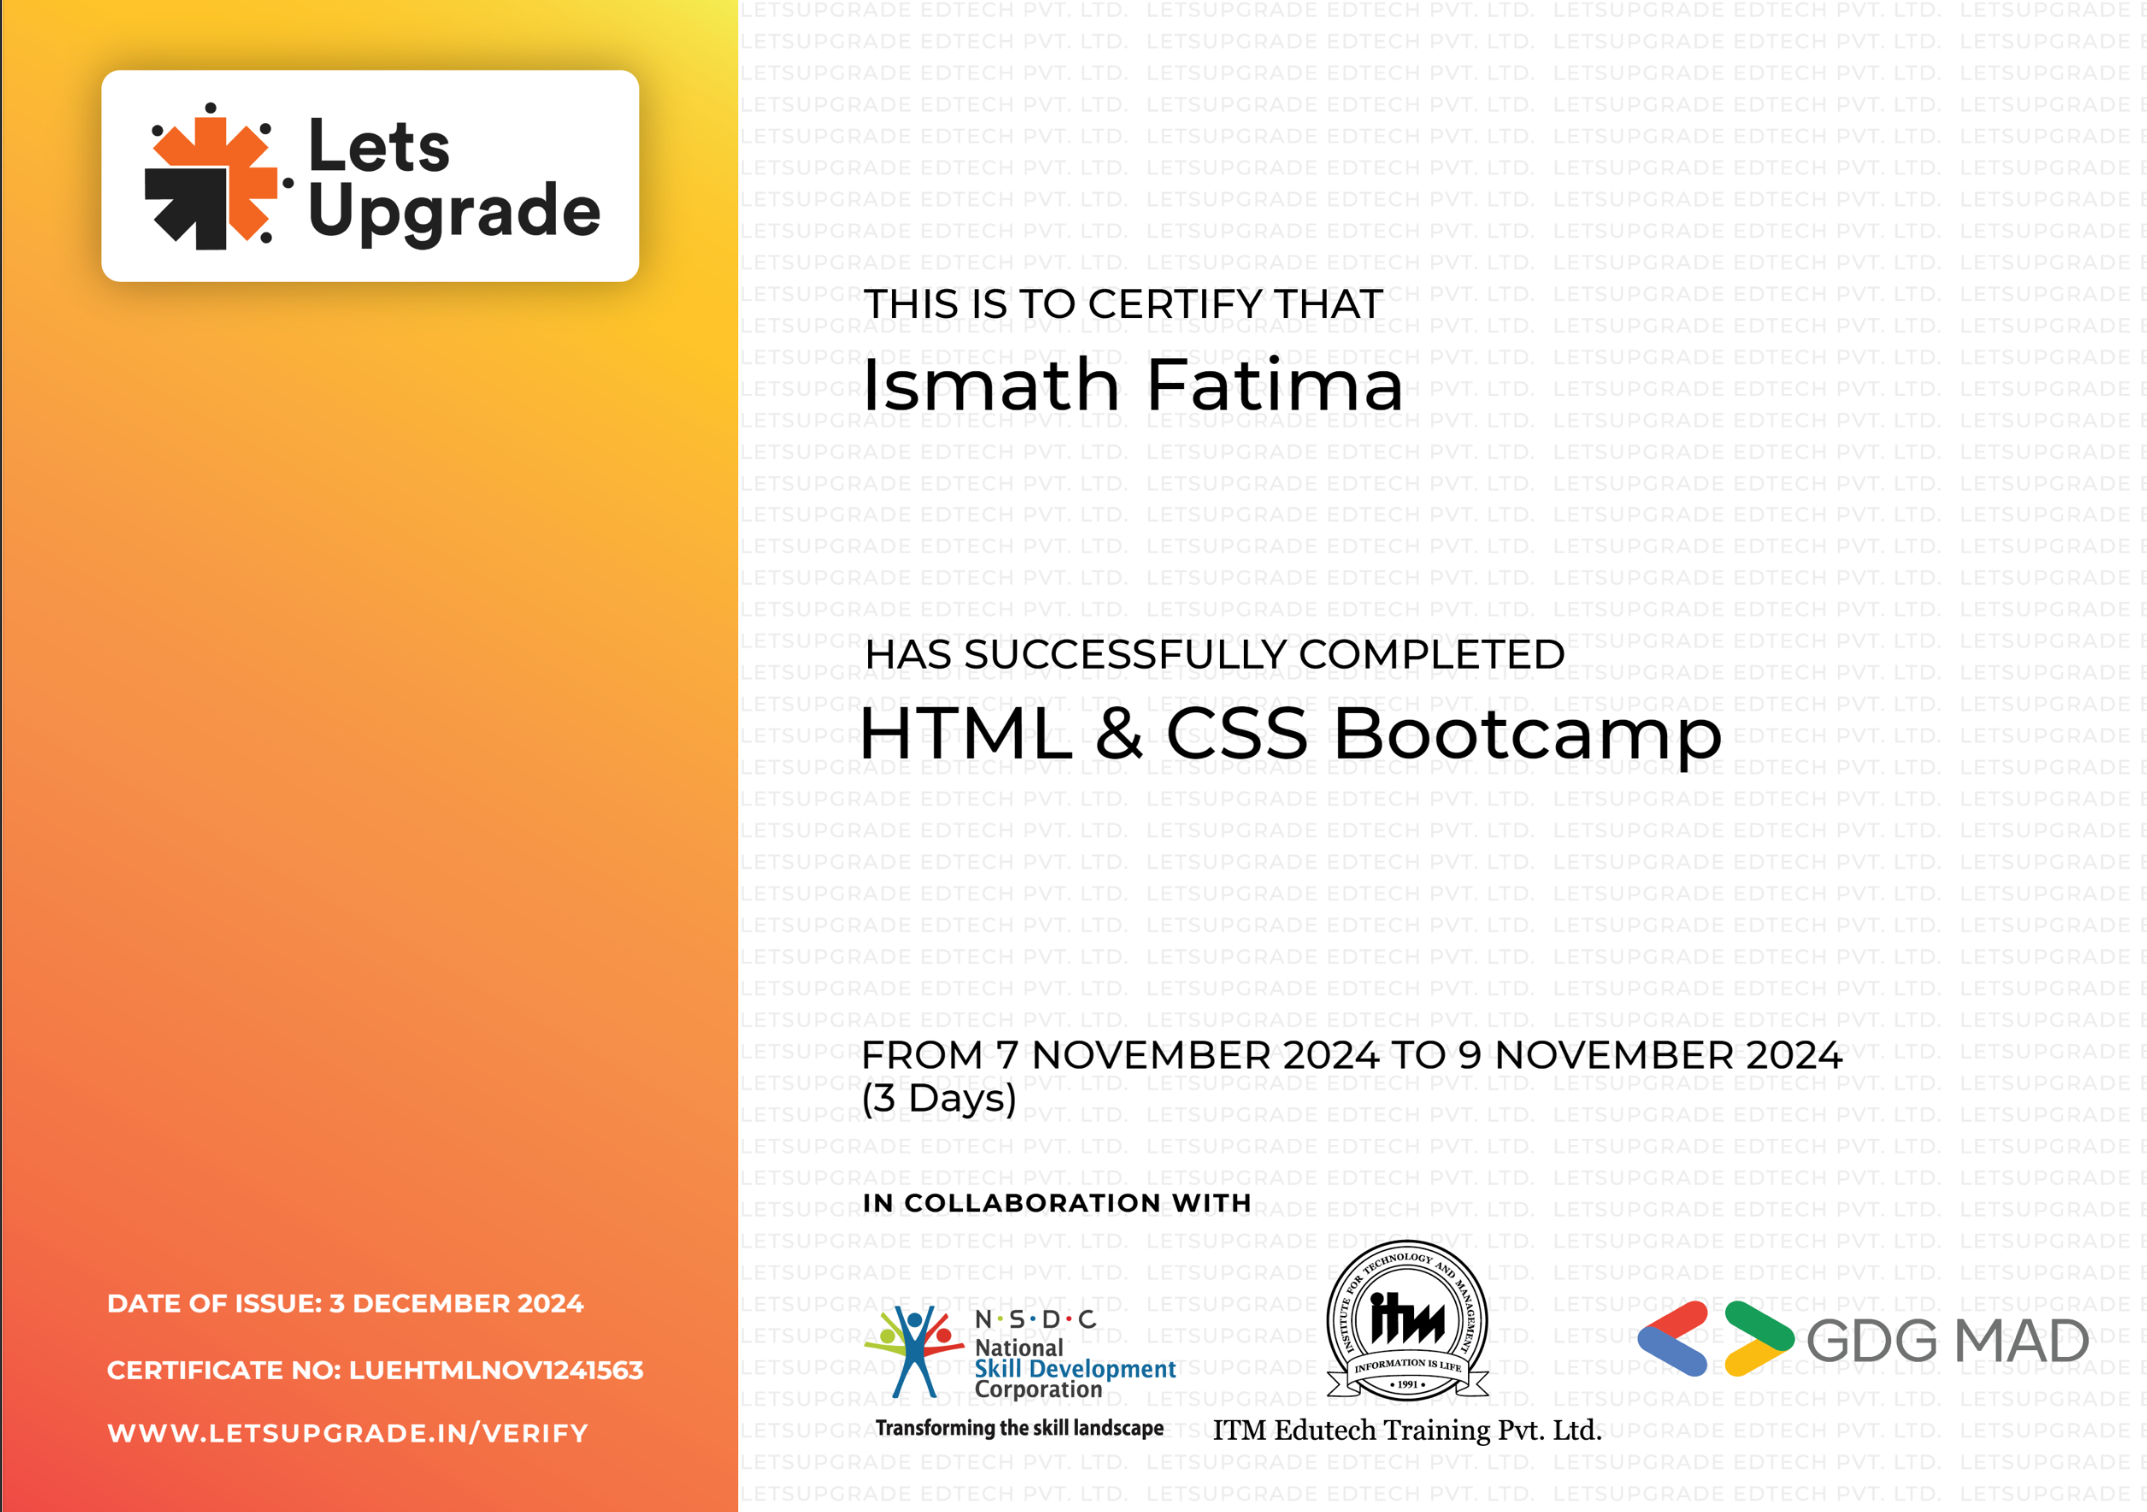 Lets
Upgrade
THIS IS TO CERTIFY THAT
Ismath Fatima
HAS SUCCESSFULLY COMPLETED
HTML & CSS Bootcamp
FROM 7 NOVEMBER 2024 TO 9 NOVEMBER 2024
(3 Days)
IN COLLABORATION WITH
N·S·D·C
National
Skill Development
Corporation
Transforming the skill landscape
INSTITUTE FOR TECHNOLOGY AND MANAGEMENT
itm
INFORMATION IS LIFE
• 1991 •
ITM Edutech Training Pvt. Ltd.
GDG MAD
DATE OF ISSUE: 3 DECEMBER 2024
CERTIFICATE NO: LUEHTMLNOV1241563
WWW.LETSUPGRADE.IN/VERIFY
LETSUPGRADE EDTECH PVT. LTD.